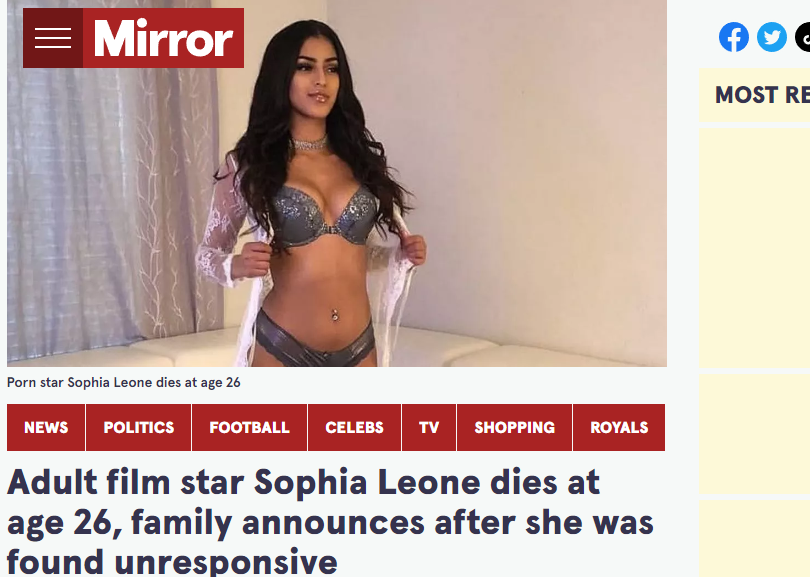 Mirror
MOST RE
Porn star Sophia Leone dies at age 26
NEWS POLITICS FOOTBALL CELEBS TV SHOPPING ROYALS
Adult film star Sophia Leone dies at
age 26, family announces after she was
found unresponsive